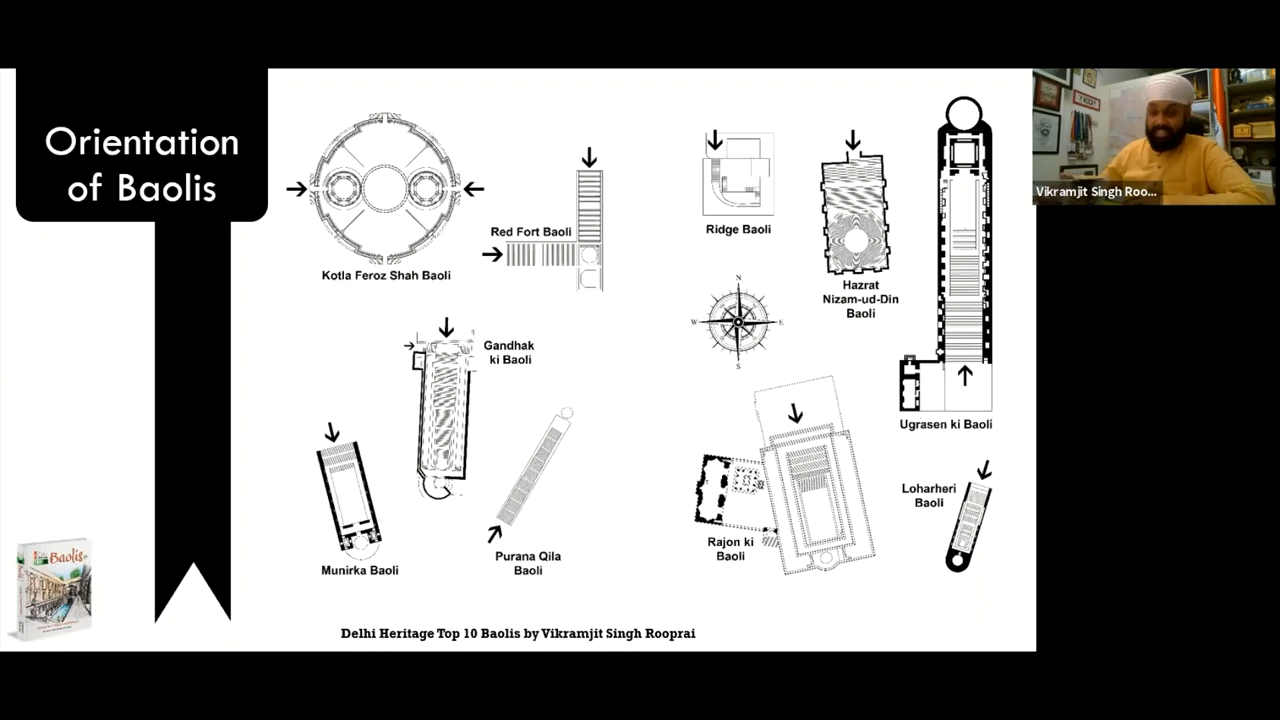 Orientation
of Baolis
Kotla Feroz Shah Baoli
Red Fort Baoli
Ridge Baoli
Hazrat
Nizam-ud-Din
Baoli
Ugrasen ki Baoli
Gandhak
ki Baoli
N
W
E
S
Munirka Baoli
Purana Qila
Baoli
Rajon ki
Baoli
Loharheri
Baoli
Baolis
Delhi Heritage Top 10 Baolis by Vikramjit Singh Rooprai
Vikramjit Singh Roo...